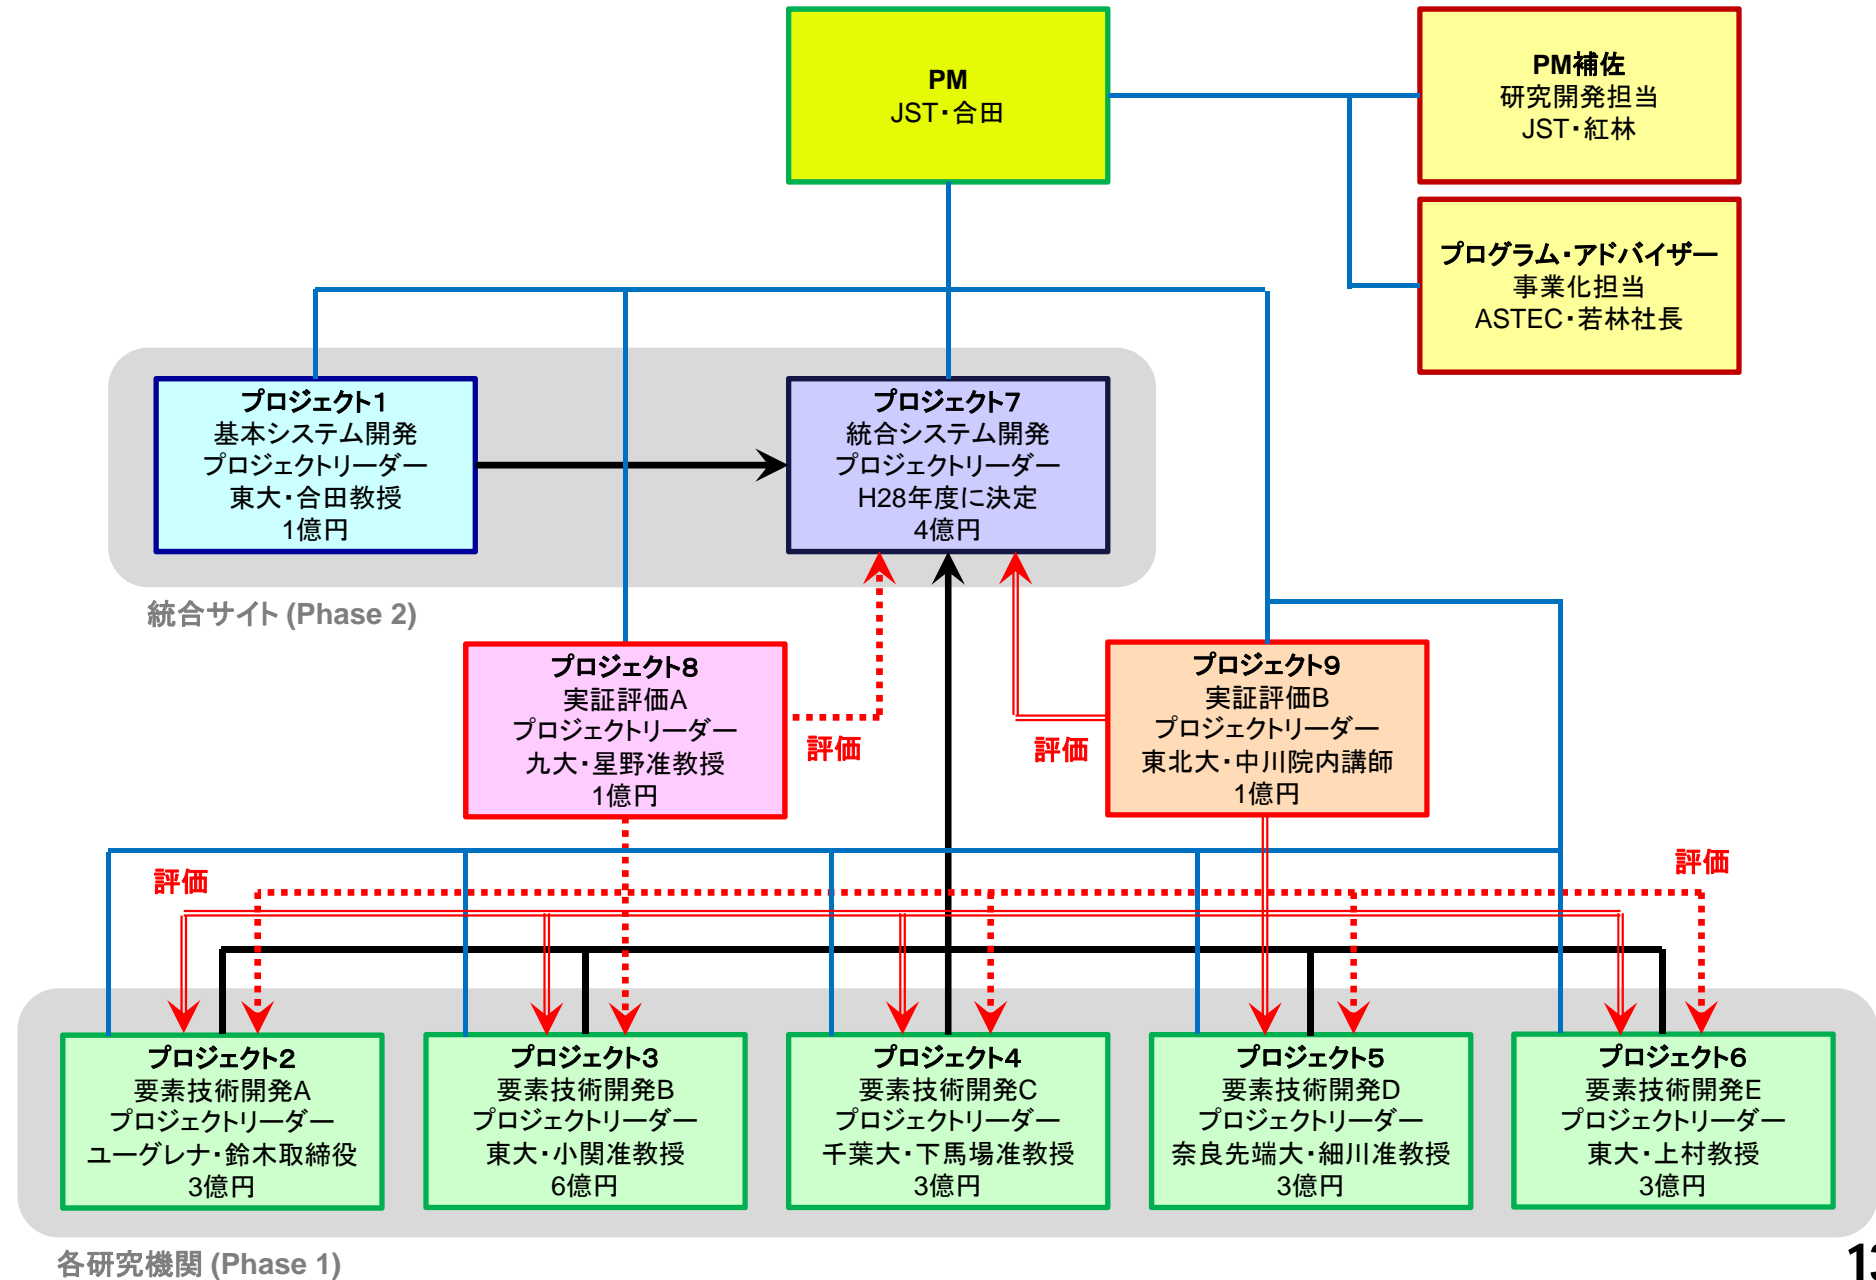 PM
JST・合田
PM補佐
研究開発担当
JST・紅林
プログラム・アドバイザー
事業化担当
ASTEC・若林社長
プロジェクト1
基本システム開発
プロジェクトリーダー
東大・合田教授
1億円
プロジェクト7
統合システム開発
プロジェクトリーダー
H28年度に決定
4億円
統合サイト (Phase 2)
プロジェクト8
実証評価A
プロジェクトリーダー
九大・星野准教授
1億円
評価
評価
プロジェクト9
実証評価B
プロジェクトリーダー
東北大・中川院内講師
1億円
評価
評価
プロジェクト2
要素技術開発A
プロジェクトリーダー
ユーグレナ・鈴木取締役
3億円
プロジェクト3
要素技術開発B
プロジェクトリーダー
東大・小関准教授
6億円
プロジェクト4
要素技術開発C
プロジェクトリーダー
千葉大・下馬場准教授
3億円
プロジェクト5
要素技術開発D
プロジェクトリーダー
奈良先端大・細川准教授
3億円
プロジェクト6
要素技術開発E
プロジェクトリーダー
東大・上村教授
3億円
各研究機関 (Phase 1)
13